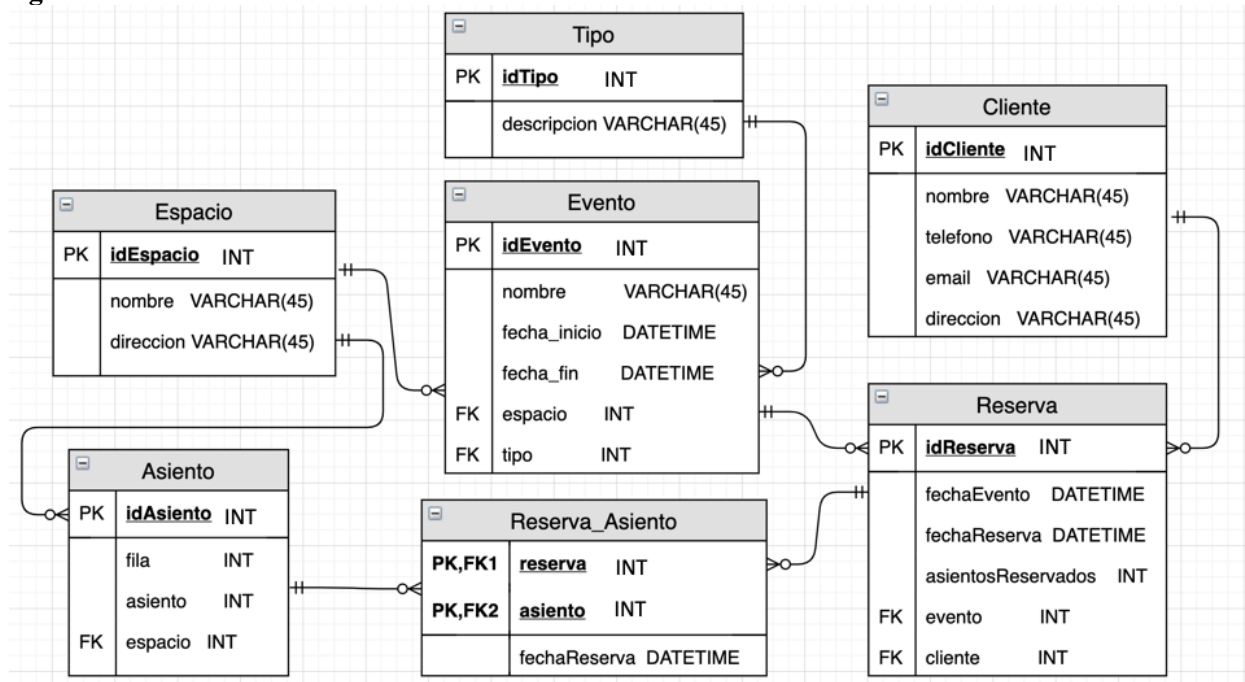 Tipo
PK idTipo INT
descripcion VARCHAR(45)
Cliente
PK idCliente INT
nombre VARCHAR(45)
telefono VARCHAR(45)
email VARCHAR(45)
direccion VARCHAR(45)
Espacio
PK idEspacio INT
nombre VARCHAR(45)
direccion VARCHAR(45)
Evento
PK idEvento INT
nombre VARCHAR(45)
fecha_inicio DATETIME
fecha_fin DATETIME
FK espacio INT
FK tipo INT
Reserva
PK idReserva INT
fechaEvento DATETIME
fechaReserva DATETIME
asientosReservados INT
FK evento INT
FK cliente INT
Asiento
PK idAsiento INT
fila INT
asiento INT
FK espacio INT
Reserva_Asiento
PK,FK1 reserva INT
PK,FK2 asiento INT
fechaReserva DATETIME